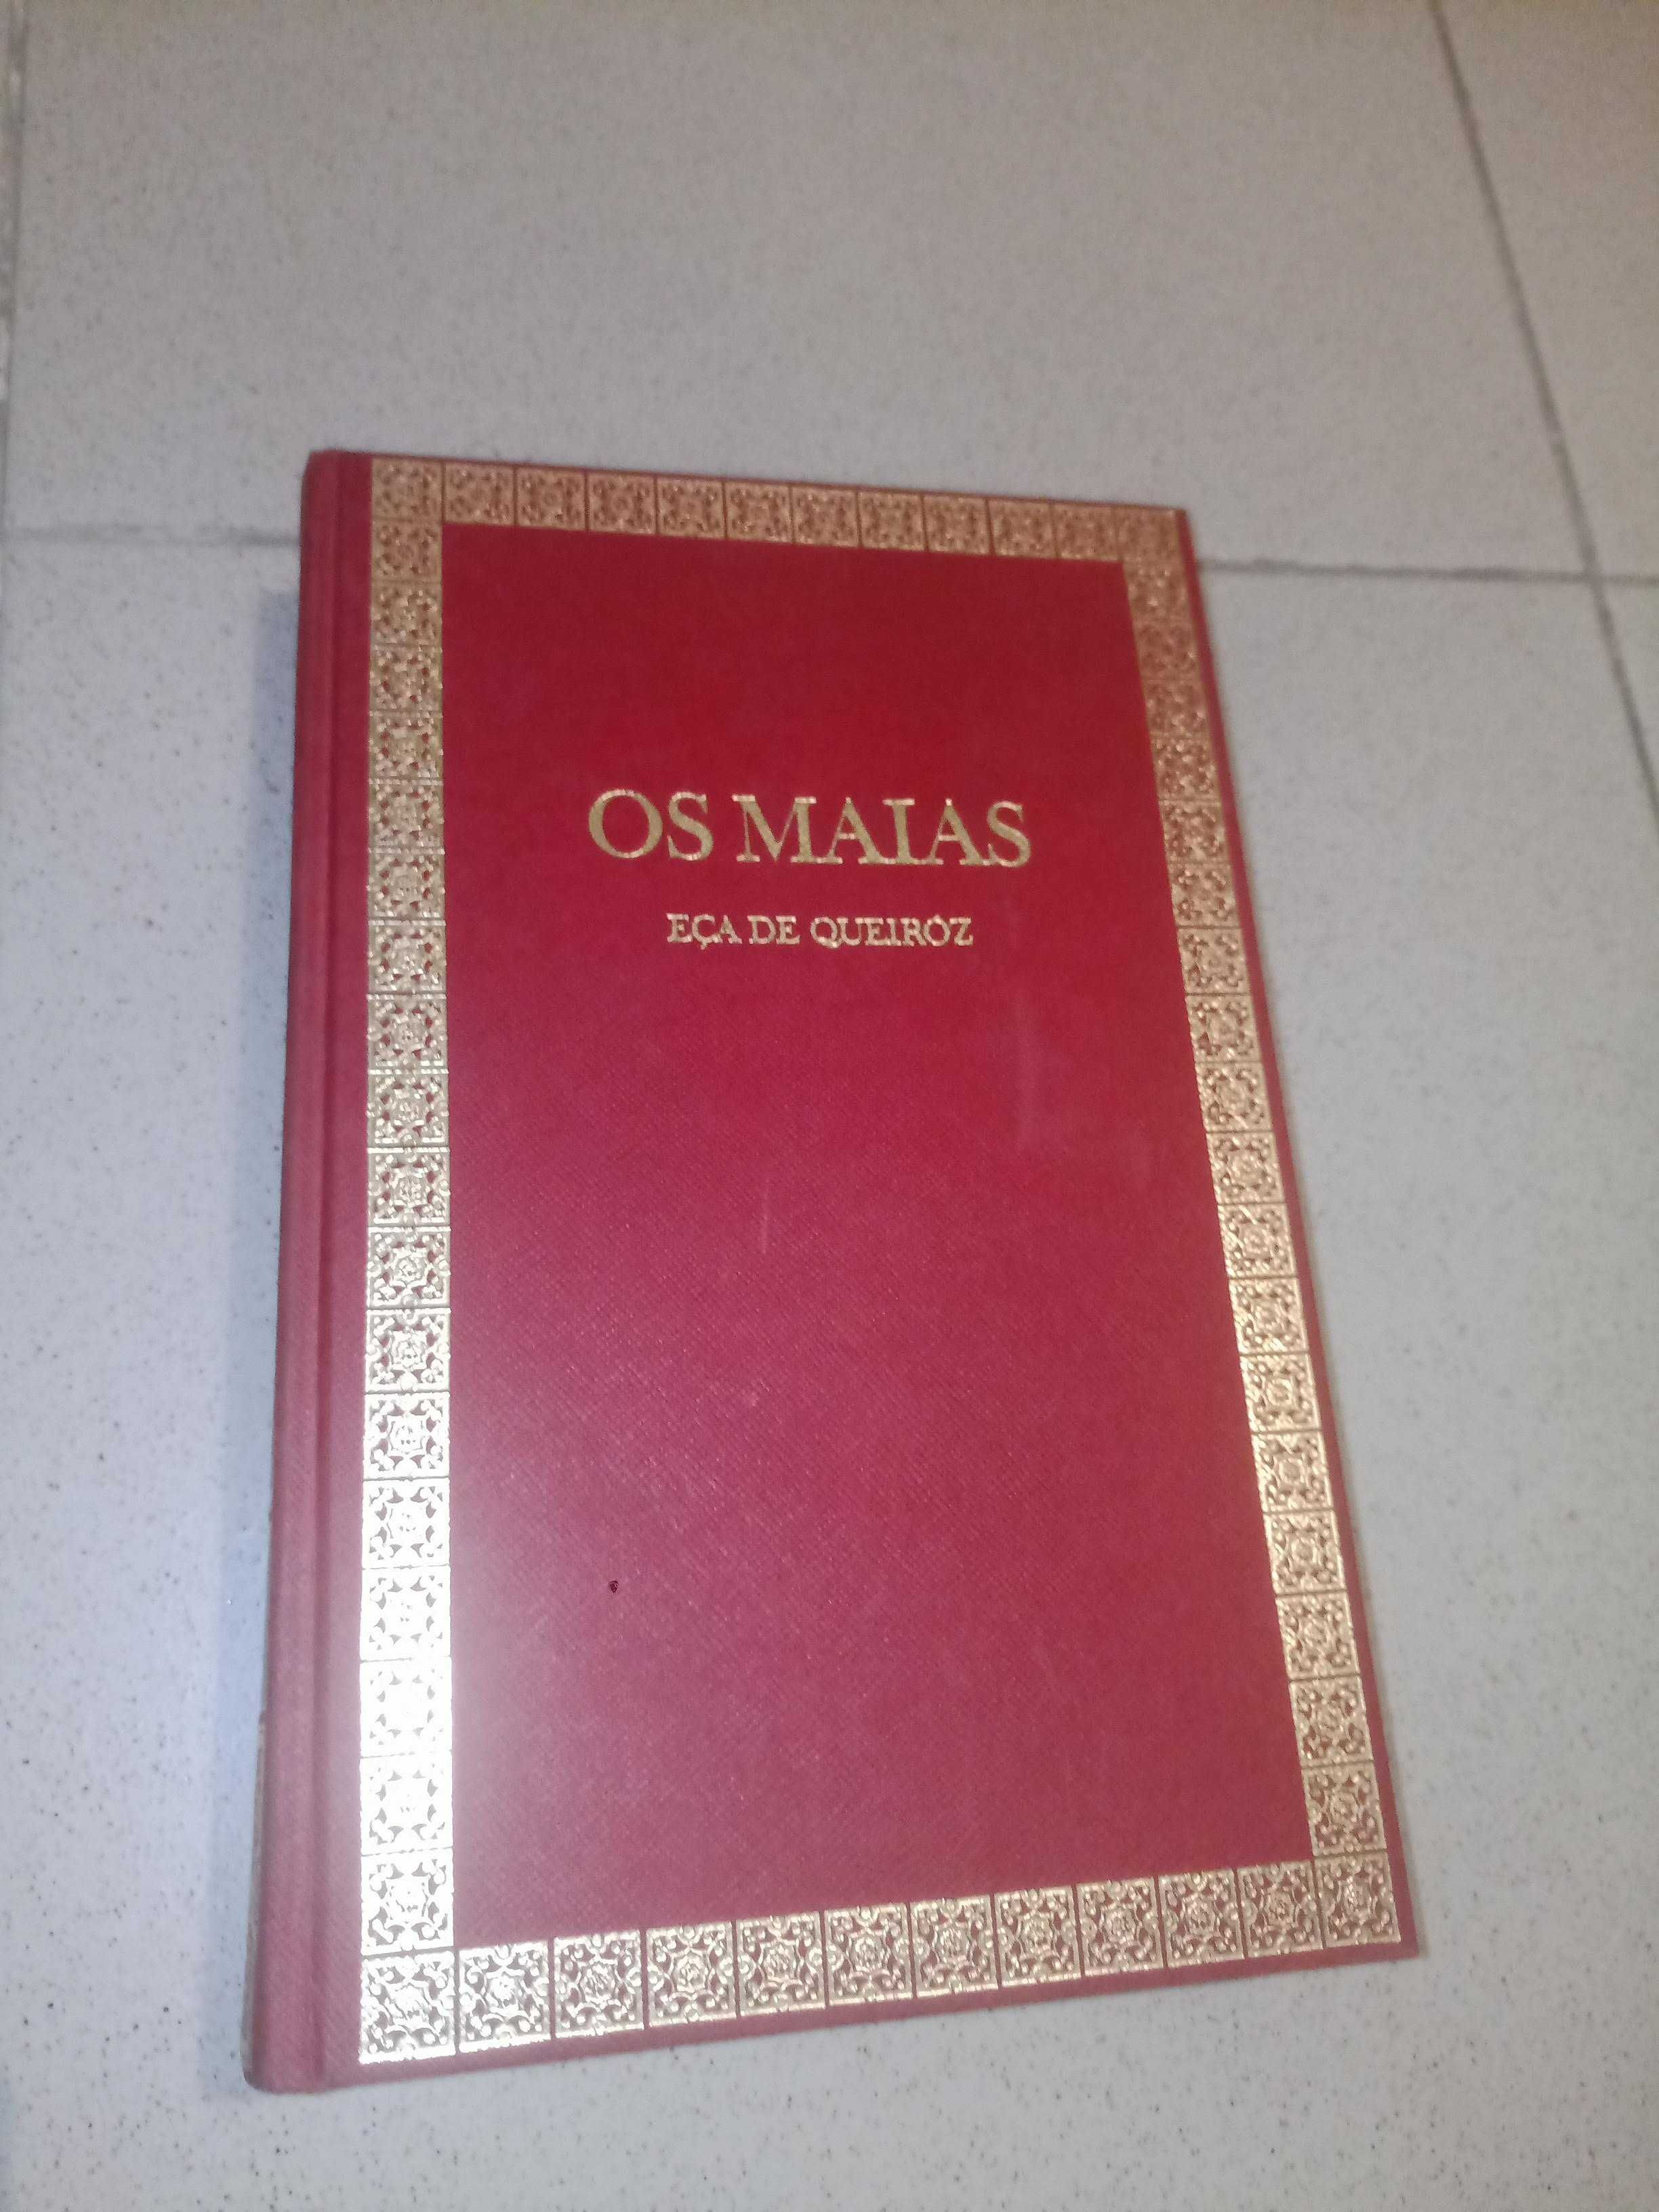 OS MAIAS
EÇA DE QUEIRÓZ